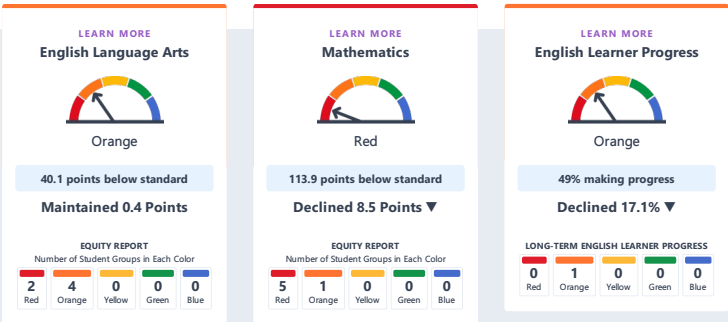 LEARN MORE
English Language Arts
Orange
40.1 points below standard
Maintained 0.4 Points
EQUITY REPORT
Number of Student Groups in Each Color
2 4 0 0 0
Red Orange Yellow Green Blue
LEARN MORE
Mathematics
Red
113.9 points below standard
Declined 8.5 Points ▼
EQUITY REPORT
Number of Student Groups in Each Color
5 1 0 0 0
Red Orange Yellow Green Blue
LEARN MORE
English Learner Progress
Orange
49% making progress
Declined 17.1% ▼
LONG-TERM ENGLISH LEARNER PROGRESS
0 1 0 0 0
Red Orange Yellow Green Blue